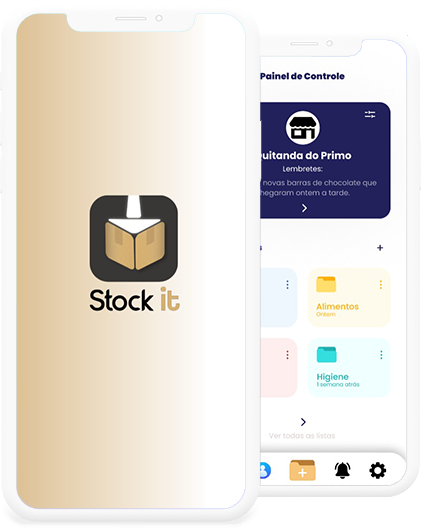 Stock it
Painel de Controle
uitanda do Primo
Lembretes:
novas barras de chocolate que
hegaram ontem a tarde.
s
Alimentos
Ontem
Higiene
1 semana atrás
Ver todas as listas